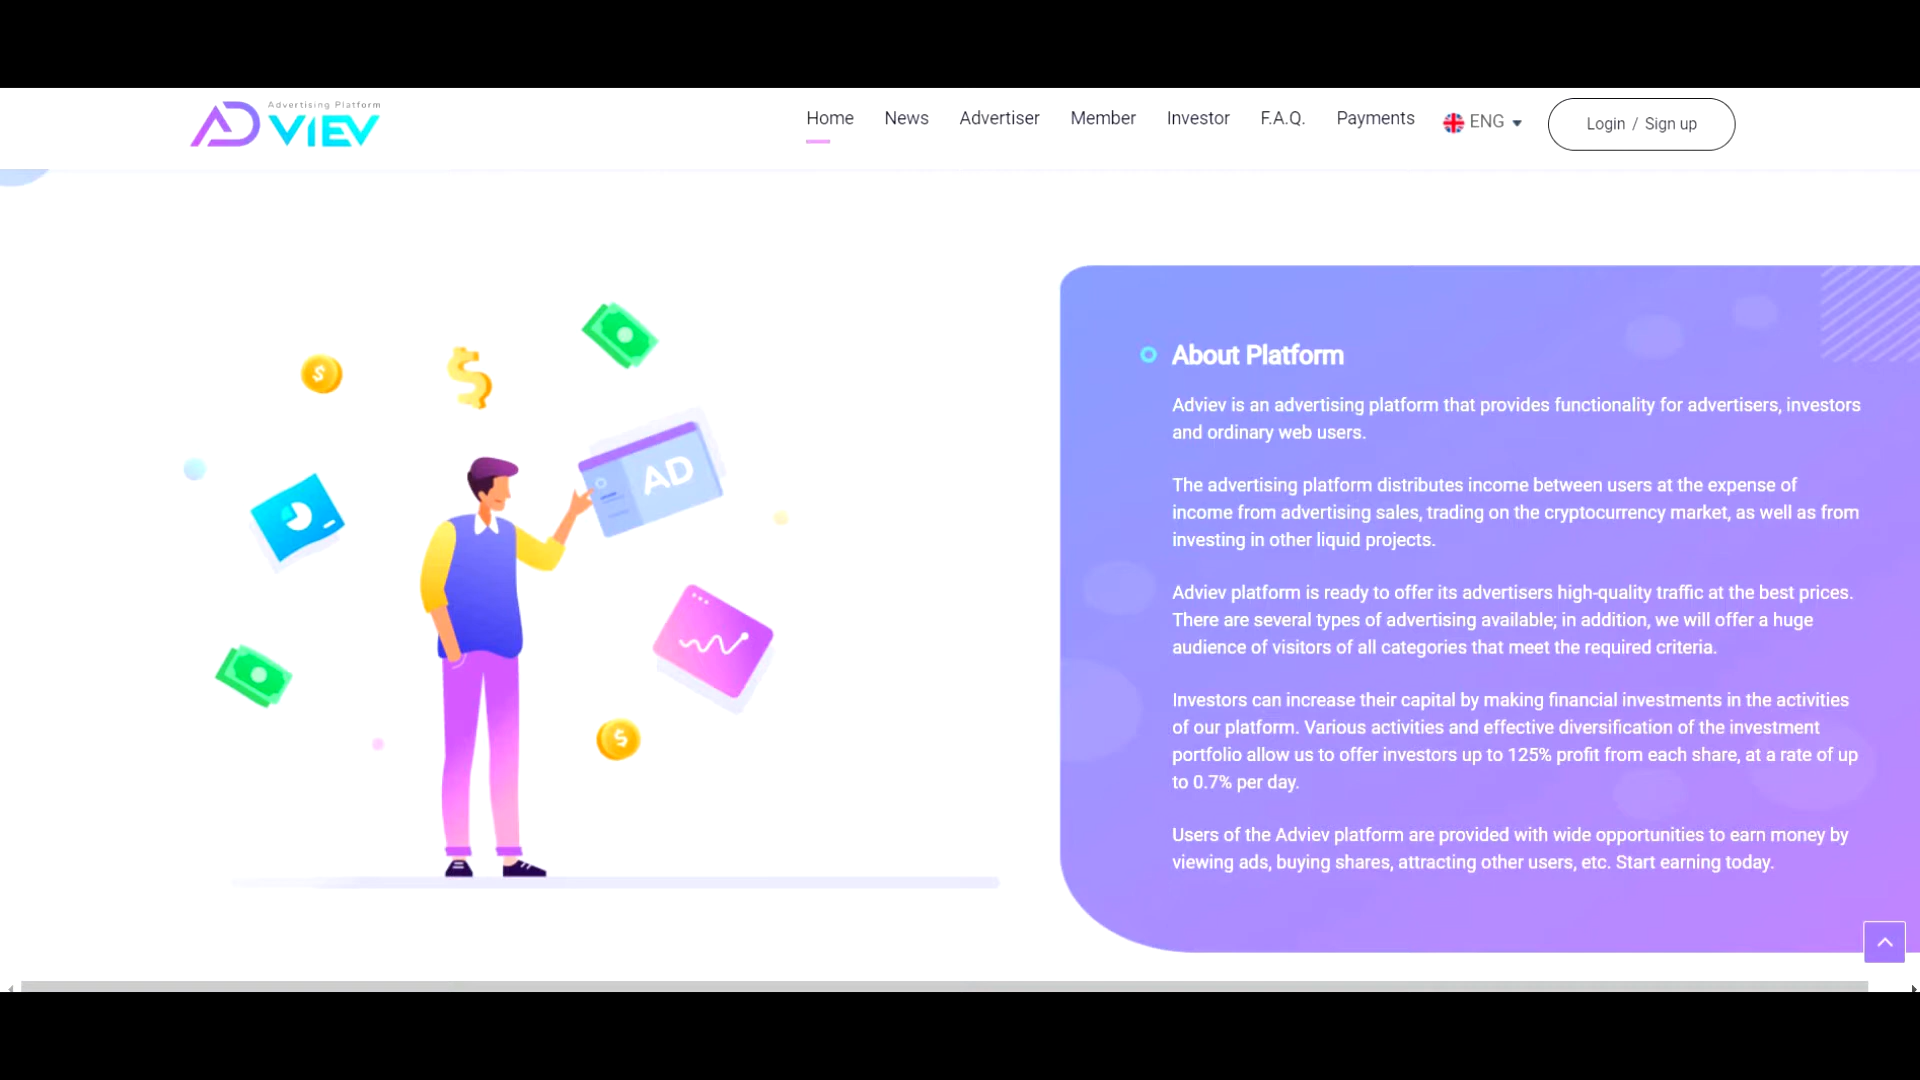 Advertising Platform
AD VIEV
Home News Advertiser Member Investor F.A.Q. Payments ENG Login / Sign up
$
$
AD
$
About Platform
Adviev is an advertising platform that provides functionality for advertisers, investors
and ordinary web users.
The advertising platform distributes income between users at the expense of
income from advertising sales, trading on the cryptocurrency market, as well as from
investing in other liquid projects.
Adviev platform is ready to offer its advertisers high-quality traffic at the best prices.
There are several types of advertising available; in addition, we will offer a huge
audience of visitors of all categories that meet the required criteria.
Investors can increase their capital by making financial investments in the activities
of our platform. Various activities and effective diversification of the investment
portfolio allow us to offer investors up to 125% profit from each share, at a rate of up
to 0.7% per day.
Users of the Adviev platform are provided with wide opportunities to earn money by
viewing ads, buying shares, attracting other users, etc. Start earning today.